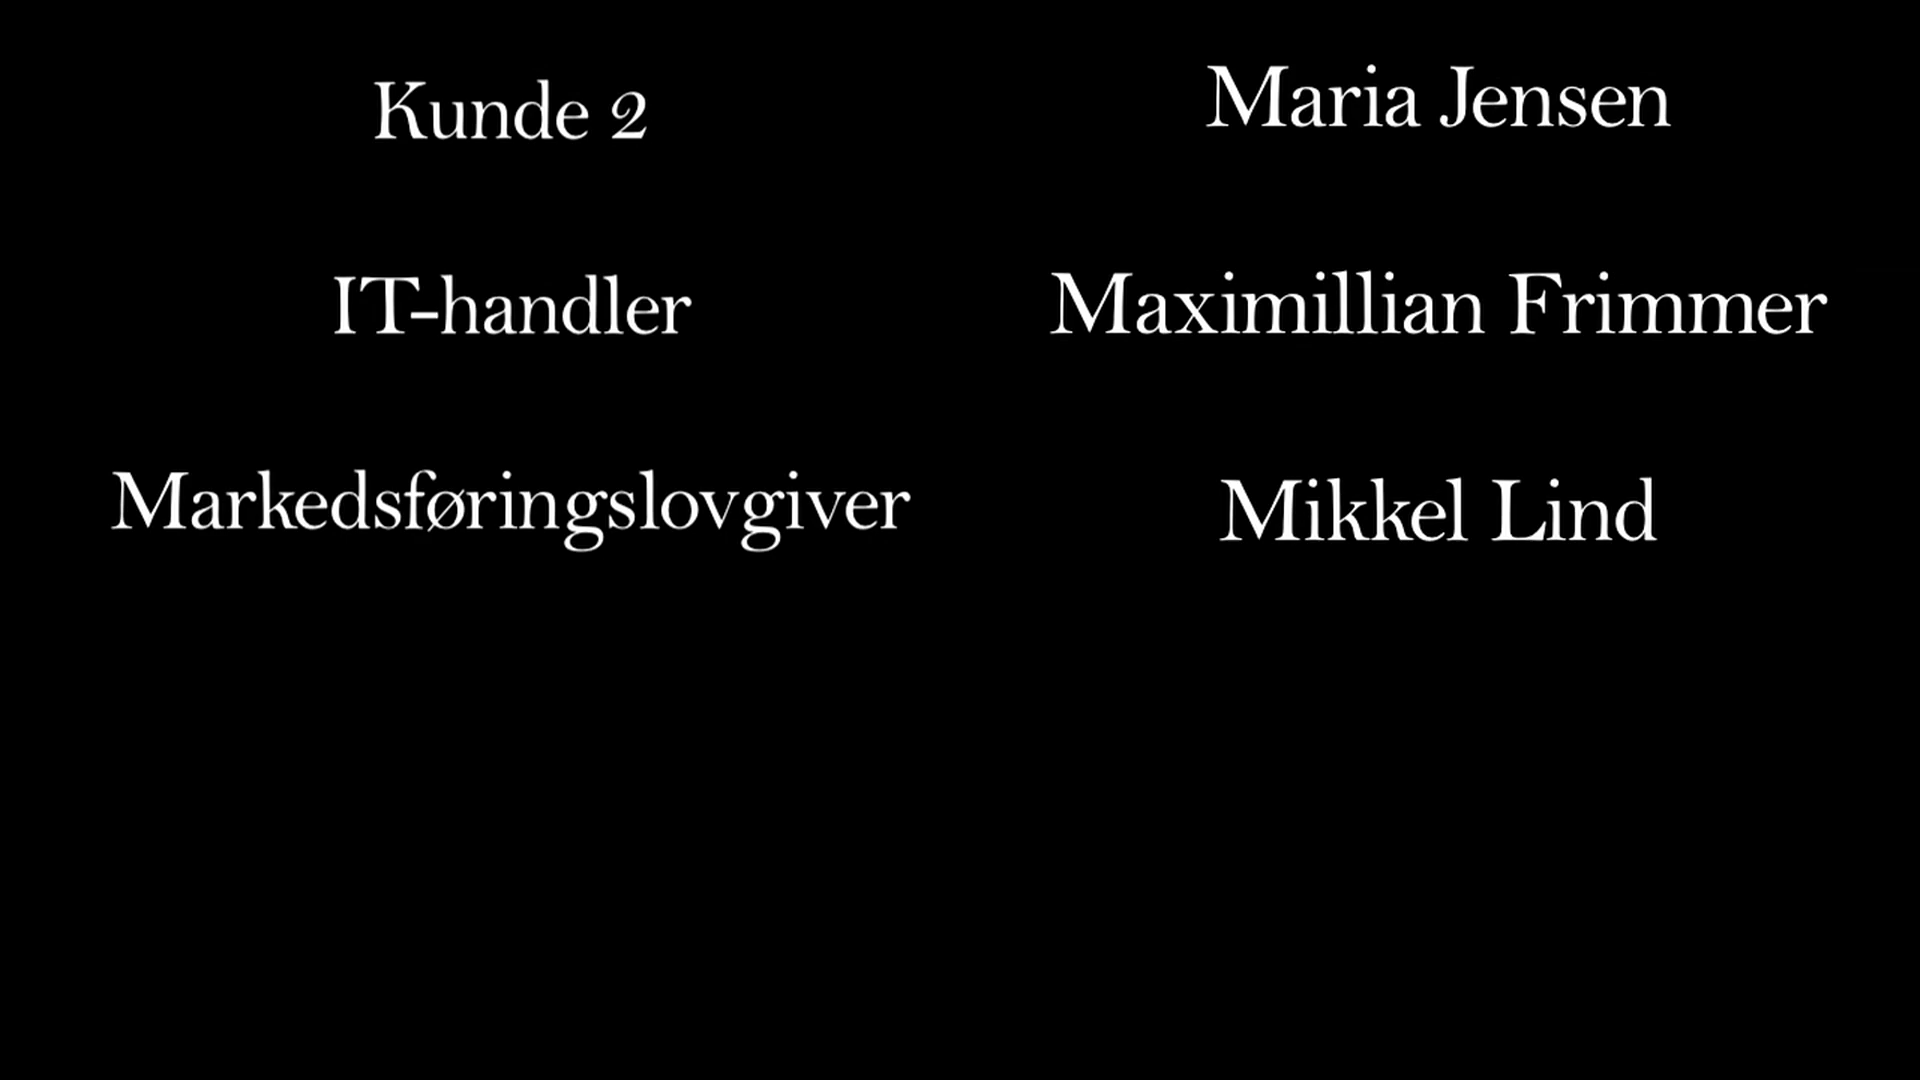 Kunde 2 Maria Jensen
IT-handler Maximillian Frimmer
Markedsføringslovgiver Mikkel Lind